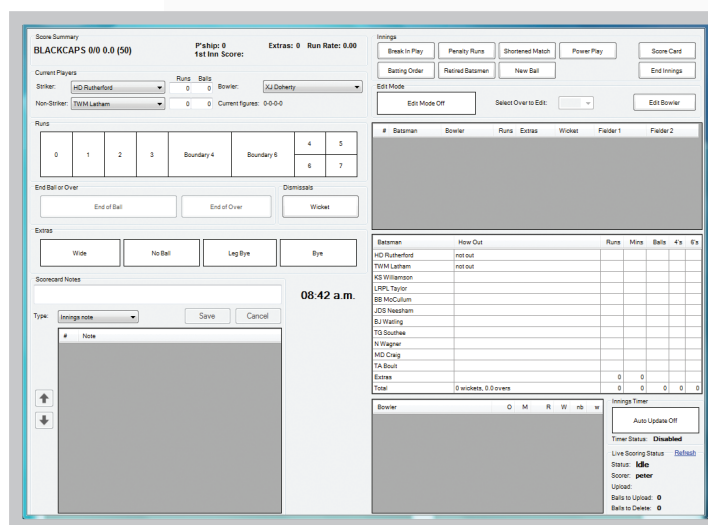 Score Summary
BLACKCAPS 0/0 0.0 (50)
P'ship: 0 Extras: 0 Run Rate: 0.00
1st Inn Score:
Current Players
Runs Balls
Striker: HD Rutherford 0 0 Bowler: XJ Doherty
Non-Striker: TWM Latham 0 0 Current figures: 0-0-0-0
Runs
0 1 2 3 Boundary 4 Boundary 6 4 5
6 7
End Ball or Over Dismissals
End of Ball End of Over Wicket
Extras
Wide No Ball Leg Bye Bye
Scorecard Notes
08:42 a.m.
Type: Innings note Save Cancel
# Note
Innings
Break In Play Penalty Runs Shortened Match Power Play Score Card
Batting Order Retired Batsmen New Ball End Innings
Edit Mode
Edit Mode Off Select Over to Edit: Edit Bowler
# Batsman Bowler Runs Extras Wicket Fielder 1 Fielder 2
Batsman How Out Runs Mins Balls 4's 6's
HD Rutherford not out
TWM Latham not out
KS Williamson
LRPL Taylor
BB McCullum
JDS Neesham
BJ Watling
TG Southee
N Wagner
MD Craig
TA Boult
Extras 0 0
Total 0 wickets, 0.0 overs 0 0 0 0 0
Bowler O M R W nb w
Innings Timer
Auto Update Off
Timer Status: Disabled
Live Scoring Status Refresh
Status: Idle
Scorer: peter
Upload:
Balls to Upload: 0
Balls to Delete: 0